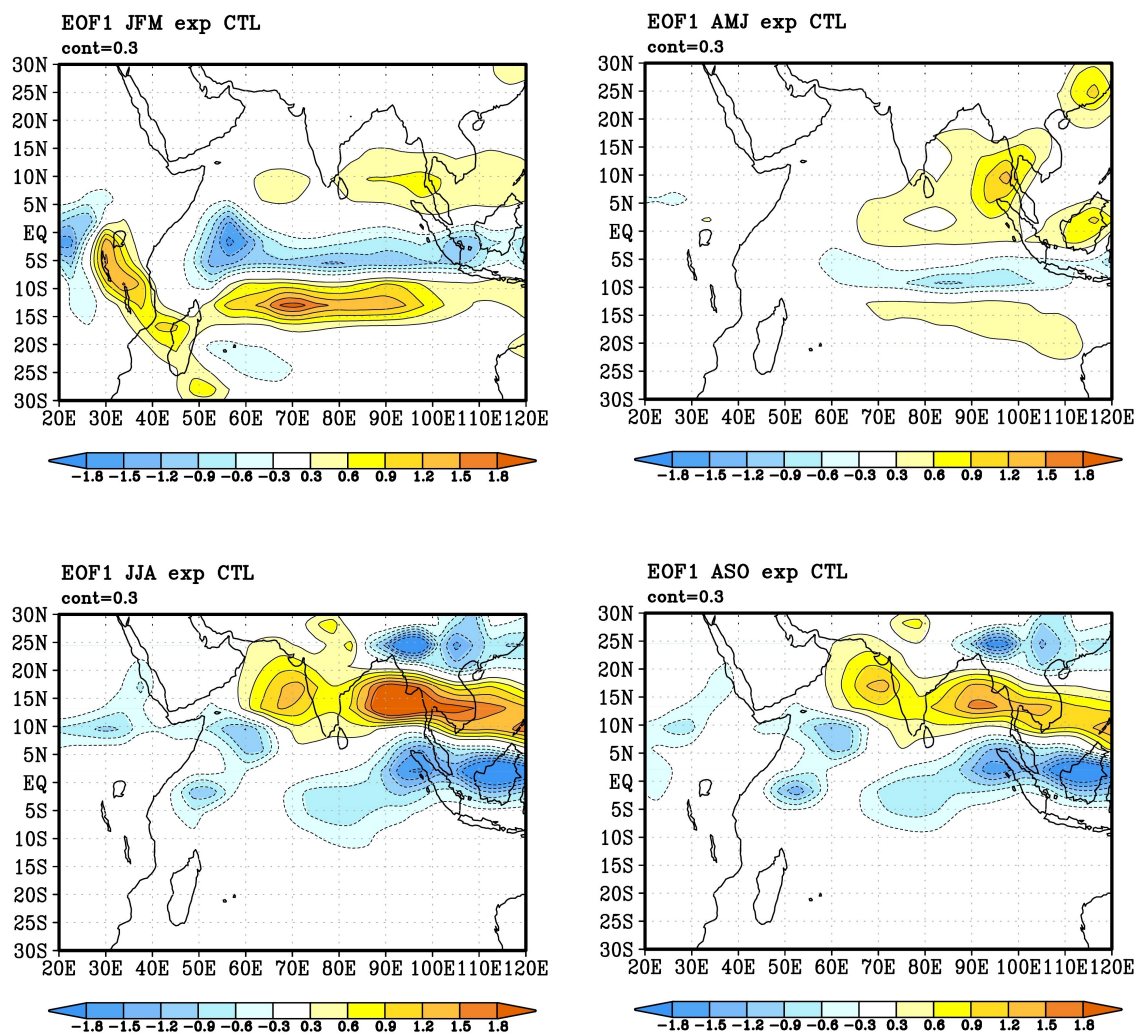 EOF1 JFM exp CTL
cont=0.3
30N
25N
20N
15N
10N
5N
EQ
5S
10S
15S
20S
25S
30S
20E 30E 40E 50E 60E 70E 80E 90E 100E 110E 120E
-1.8 -1.5 -1.2 -0.9 -0.6 -0.3 0.3 0.6 0.9 1.2 1.5 1.8
EOF1 AMJ exp CTL
cont=0.3
30N
25N
20N
15N
10N
5N
EQ
5S
10S
15S
20S
25S
30S
20E 30E 40E 50E 60E 70E 80E 90E 100E 110E 120E
-1.8 -1.5 -1.2 -0.9 -0.6 -0.3 0.3 0.6 0.9 1.2 1.5 1.8
EOF1 JJA exp CTL
cont=0.3
30N
25N
20N
15N
10N
5N
EQ
5S
10S
15S
20S
25S
30S
20E 30E 40E 50E 60E 70E 80E 90E 100E 110E 120E
-1.8 -1.5 -1.2 -0.9 -0.6 -0.3 0.3 0.6 0.9 1.2 1.5 1.8
EOF1 ASO exp CTL
cont=0.3
30N
25N
20N
15N
10N
5N
EQ
5S
10S
15S
20S
25S
30S
20E 30E 40E 50E 60E 70E 80E 90E 100E 110E 120E
-1.8 -1.5 -1.2 -0.9 -0.6 -0.3 0.3 0.6 0.9 1.2 1.5 1.8